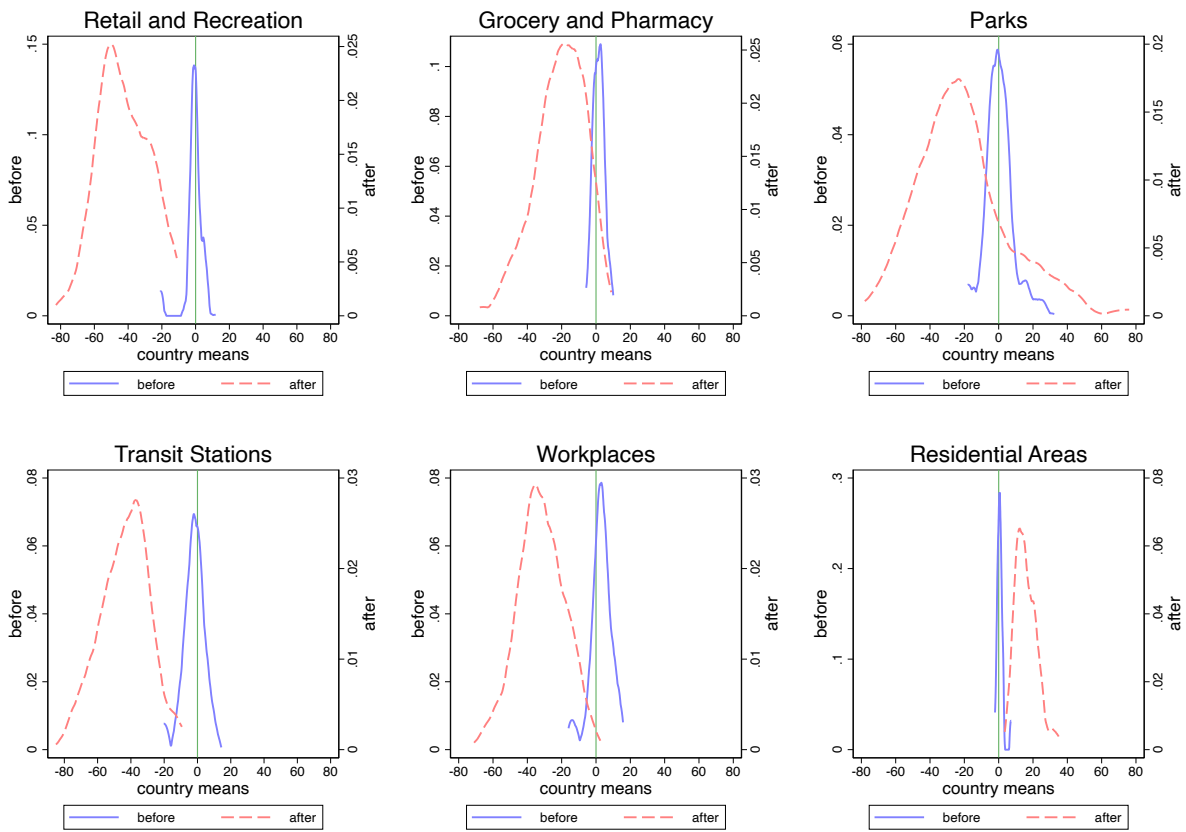 Retail and Recreation
.15
.1
.05
0
before
.025
.02
.015
.01
.005
0
after
-80 -60 -40 -20 0 20 40 60 80
country means
before after
Grocery and Pharmacy
.1
.08
.06
.04
.02
0
before
.025
.02
.015
.01
.005
0
after
-80 -60 -40 -20 0 20 40 60 80
country means
before after
Parks
.06
.04
.02
0
before
.02
.015
.01
.005
0
after
-80 -60 -40 -20 0 20 40 60 80
country means
before after
Transit Stations
.08
.06
.04
.02
0
before
.03
.02
.01
0
after
-80 -60 -40 -20 0 20 40 60 80
country means
before after
Workplaces
.08
.06
.04
.02
0
before
.03
.02
.01
0
after
-80 -60 -40 -20 0 20 40 60 80
country means
before after
Residential Areas
.3
.2
.1
0
before
.08
.06
.04
.02
0
after
-80 -60 -40 -20 0 20 40 60 80
country means
before after